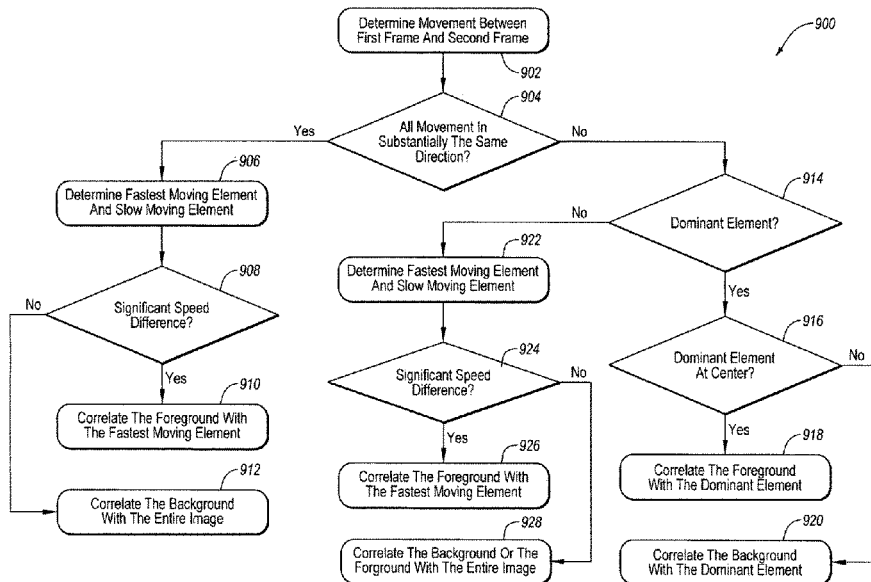 Determine Movement Between
First Frame And Second Frame
900
902
904
All Movement In
Substantially The Same
Direction?
Yes
No
906
Determine Fastest Moving Element
And Slow Moving Element
914
Dominant Element?
No
Yes
908
Significant Speed
Difference?
No
Yes
922
Determine Fastest Moving Element
And Slow Moving Element
924
Significant Speed
Difference?
No
Yes
916
Dominant Element
At Center?
No
Yes
910
Correlate The Foreground With
The Fastest Moving Element
912
Correlate The Background
With The Entire Image
926
Correlate The Foreground With
The Fastest Moving Element
928
Correlate The Background Or The
Forground With The Entire Image
918
Correlate The Foreground
With The Dominant Element
920
Correlate The Background
With The Dominant Element